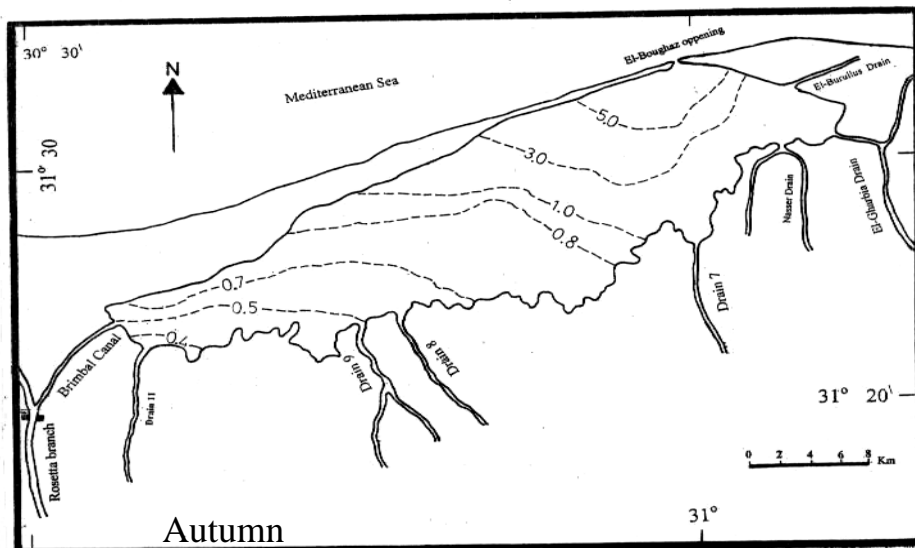 30° 30'
N
Mediterranean Sea
El-Boughaz oppening
El-Burullus Drain
31° 30
5.0
3.0
1.0
0.8
0.7
0.5
0.4
Nasser Drain
El-Gharbia Drain
Drain 7
Brimbal Canal
Drain 11
Drain 9
Drain 8
Rosetta branch
31° 20'
0 2 4 6 8 Km
31°
Autumn